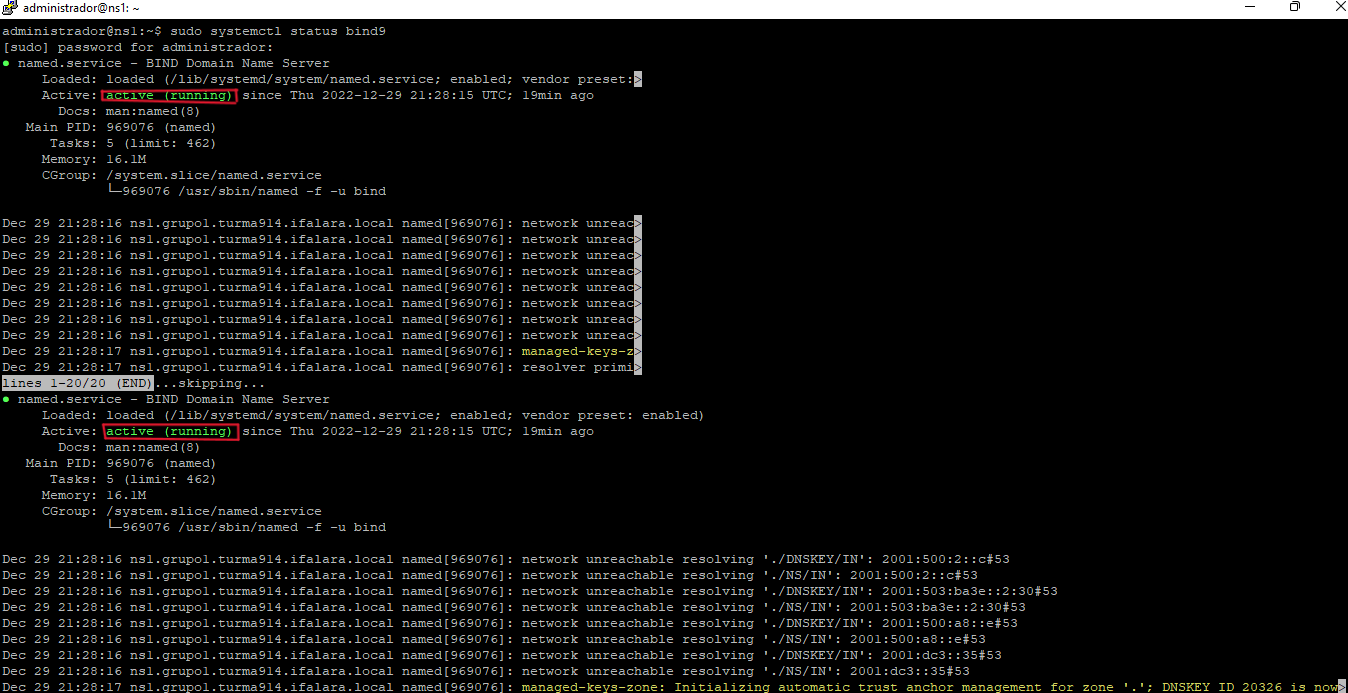 administrador@ns1: ~
administrador@ns1:~$ sudo systemctl status bind9
[sudo] password for administrador:
● named.service - BIND Domain Name Server
Loaded: loaded (/lib/systemd/system/named.service; enabled; vendor preset:>
Active: active (running) since Thu 2022-12-29 21:28:15 UTC; 19min ago
Docs: man:named(8)
Main PID: 969076 (named)
Tasks: 5 (limit: 462)
Memory: 16.1M
CGroup: /system.slice/named.service
└─969076 /usr/sbin/named -f -u bind
Dec 29 21:28:16 ns1.grupo1.turma914.ifalara.local named[969076]: network unreac>
Dec 29 21:28:16 ns1.grupo1.turma914.ifalara.local named[969076]: network unreac>
Dec 29 21:28:16 ns1.grupo1.turma914.ifalara.local named[969076]: network unreac>
Dec 29 21:28:16 ns1.grupo1.turma914.ifalara.local named[969076]: network unreac>
Dec 29 21:28:16 ns1.grupo1.turma914.ifalara.local named[969076]: network unreac>
Dec 29 21:28:16 ns1.grupo1.turma914.ifalara.local named[969076]: network unreac>
Dec 29 21:28:16 ns1.grupo1.turma914.ifalara.local named[969076]: network unreac>
Dec 29 21:28:16 ns1.grupo1.turma914.ifalara.local named[969076]: network unreac>
Dec 29 21:28:17 ns1.grupo1.turma914.ifalara.local named[969076]: managed-keys-z>
Dec 29 21:28:17 ns1.grupo1.turma914.ifalara.local named[969076]: resolver primi>
lines 1-20/20 (END)...skipping...
● named.service - BIND Domain Name Server
Loaded: loaded (/lib/systemd/system/named.service; enabled; vendor preset: enabled)
Active: active (running) since Thu 2022-12-29 21:28:15 UTC; 19min ago
Docs: man:named(8)
Main PID: 969076 (named)
Tasks: 5 (limit: 462)
Memory: 16.1M
CGroup: /system.slice/named.service
└─969076 /usr/sbin/named -f -u bind
Dec 29 21:28:16 ns1.grupo1.turma914.ifalara.local named[969076]: network unreachable resolving './DNSKEY/IN': 2001:500:2::c#53
Dec 29 21:28:16 ns1.grupo1.turma914.ifalara.local named[969076]: network unreachable resolving './NS/IN': 2001:500:2::c#53
Dec 29 21:28:16 ns1.grupo1.turma914.ifalara.local named[969076]: network unreachable resolving './DNSKEY/IN': 2001:503:ba3e::2:30#53
Dec 29 21:28:16 ns1.grupo1.turma914.ifalara.local named[969076]: network unreachable resolving './NS/IN': 2001:503:ba3e::2:30#53
Dec 29 21:28:16 ns1.grupo1.turma914.ifalara.local named[969076]: network unreachable resolving './DNSKEY/IN': 2001:500:a8::e#53
Dec 29 21:28:16 ns1.grupo1.turma914.ifalara.local named[969076]: network unreachable resolving './NS/IN': 2001:500:a8::e#53
Dec 29 21:28:16 ns1.grupo1.turma914.ifalara.local named[969076]: network unreachable resolving './DNSKEY/IN': 2001:dc3::35#53
Dec 29 21:28:16 ns1.grupo1.turma914.ifalara.local named[969076]: network unreachable resolving './NS/IN': 2001:dc3::35#53
Dec 29 21:28:17 ns1.grupo1.turma914.ifalara.local named[969076]: managed-keys-zone: Initializing automatic trust anchor management for zone '.'; DNSKEY ID 20326 is now>